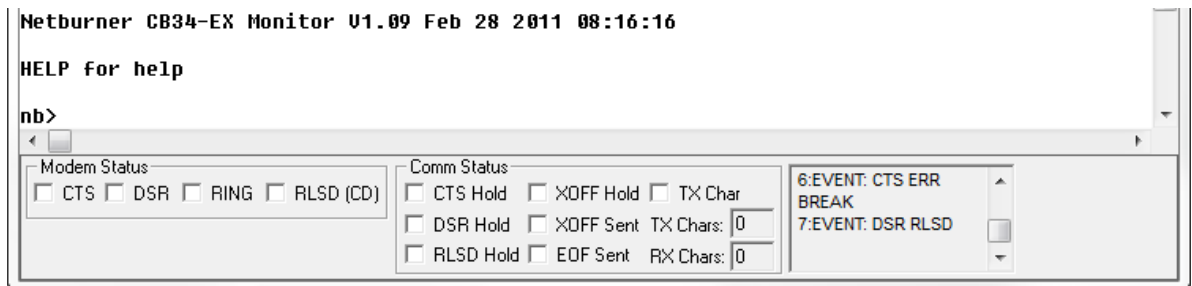 Netburner CB34-EX Monitor V1.09 Feb 28 2011 08:16:16
HELP for help
nb>
Modem Status
CTS DSR RING RLSD (CD)
Comm Status
CTS Hold XOFF Hold TX Char
DSR Hold XOFF Sent TX Chars: 0
RLSD Hold EOF Sent RX Chars: 0
6:EVENT: CTS ERR
BREAK
7:EVENT: DSR RLSD